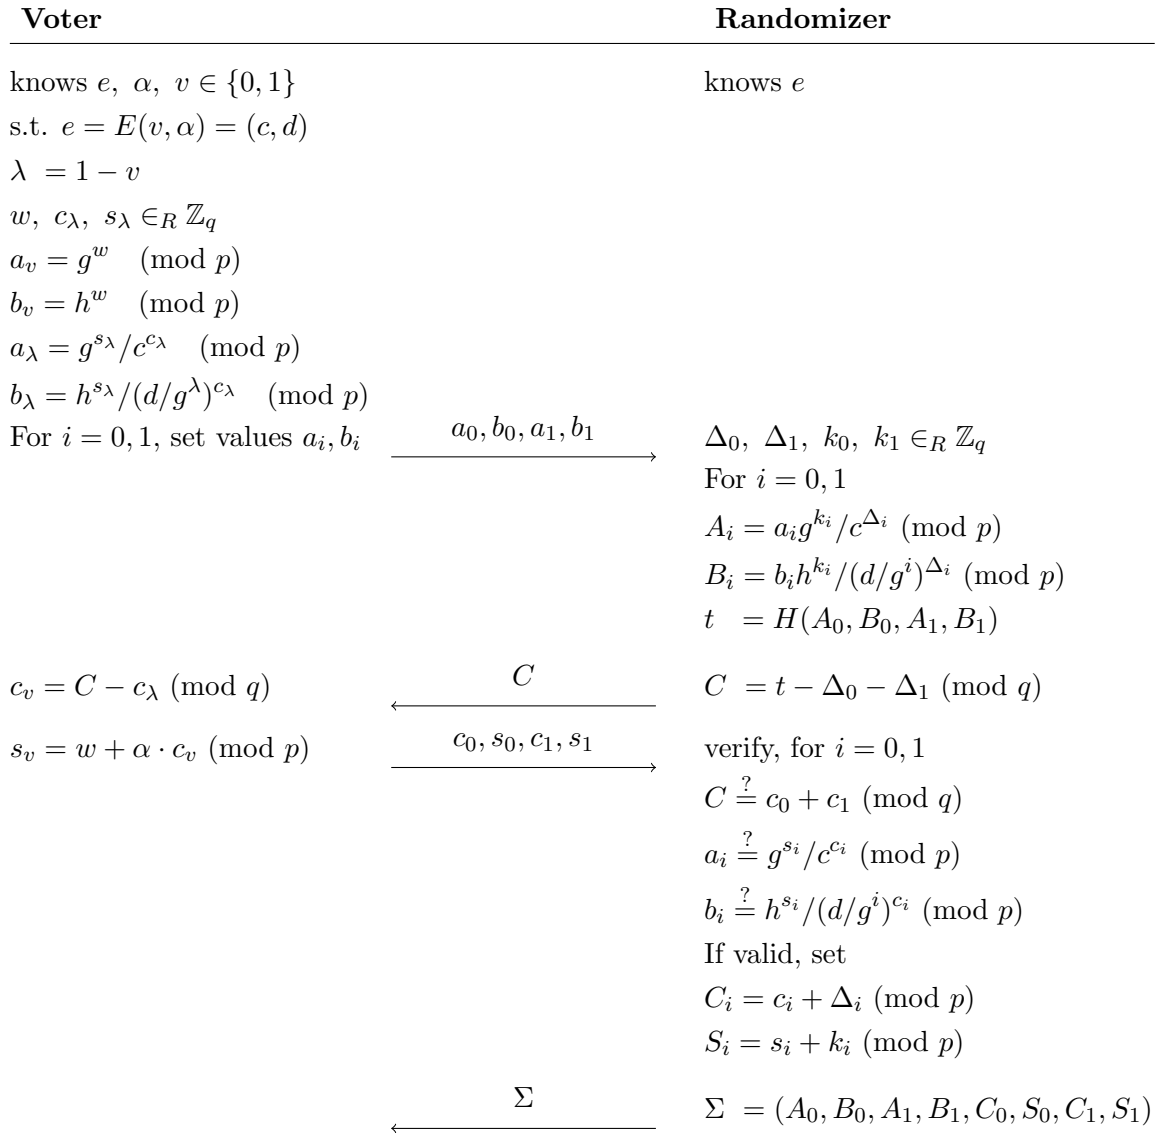 Voter Randomizer
knows e, α, v ∈ {0, 1} knows e
s.t. e = E(v, α) = (c, d)
λ = 1 − v
w, c_λ, s_λ ∈_R ℤ_q
a_v = g^w (mod p)
b_v = h^w (mod p)
a_λ = g^{s_λ}/c^{c_λ} (mod p)
b_λ = h^{s_λ}/(d/g^λ)^{c_λ} (mod p)
For i = 0, 1, set values a_i, b_i a_0, b_0, a_1, b_1 Δ_0, Δ_1, k_0, k_1 ∈_R ℤ_q
For i = 0, 1
A_i = a_i g^{k_i}/c^{Δ_i} (mod p)
B_i = b_i h^{k_i}/(d/g^i)^{Δ_i} (mod p)
t = H(A_0, B_0, A_1, B_1)
c_v = C − c_λ (mod q) C C = t − Δ_0 − Δ_1 (mod q)
s_v = w + α · c_v (mod p) c_0, s_0, c_1, s_1 verify, for i = 0, 1
C ≟ c_0 + c_1 (mod q)
a_i ≟ g^{s_i}/c^{c_i} (mod p)
b_i ≟ h^{s_i}/(d/g^i)^{c_i} (mod p)
If valid, set
C_i = c_i + Δ_i (mod p)
S_i = s_i + k_i (mod p)
Σ Σ = (A_0, B_0, A_1, B_1, C_0, S_0, C_1, S_1)